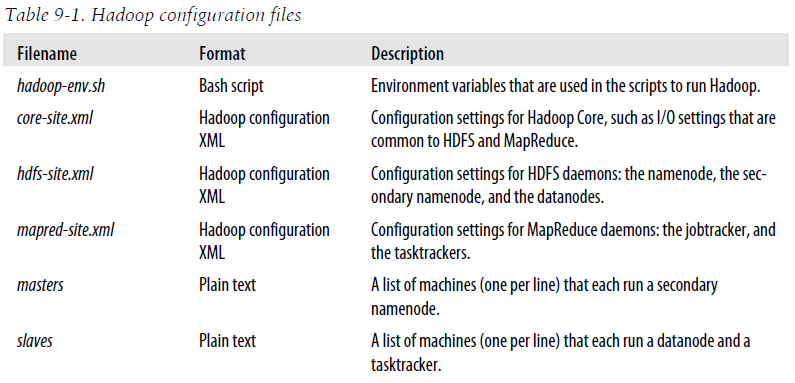 Table 9-1. Hadoop configuration files
Filename Format Description
hadoop-env.sh Bash script Environment variables that are used in the scripts to run Hadoop.
core-site.xml Hadoop configuration Configuration settings for Hadoop Core, such as I/O settings that are
XML common to HDFS and MapReduce.
hdfs-site.xml Hadoop configuration Configuration settings for HDFS daemons: the namenode, the sec-
XML ondary namenode, and the datanodes.
mapred-site.xml Hadoop configuration Configuration settings for MapReduce daemons: the jobtracker, and
XML the tasktrackers.
masters Plain text A list of machines (one per line) that each run a secondary
namenode.
slaves Plain text A list of machines (one per line) that each run a datanode and a
tasktracker.